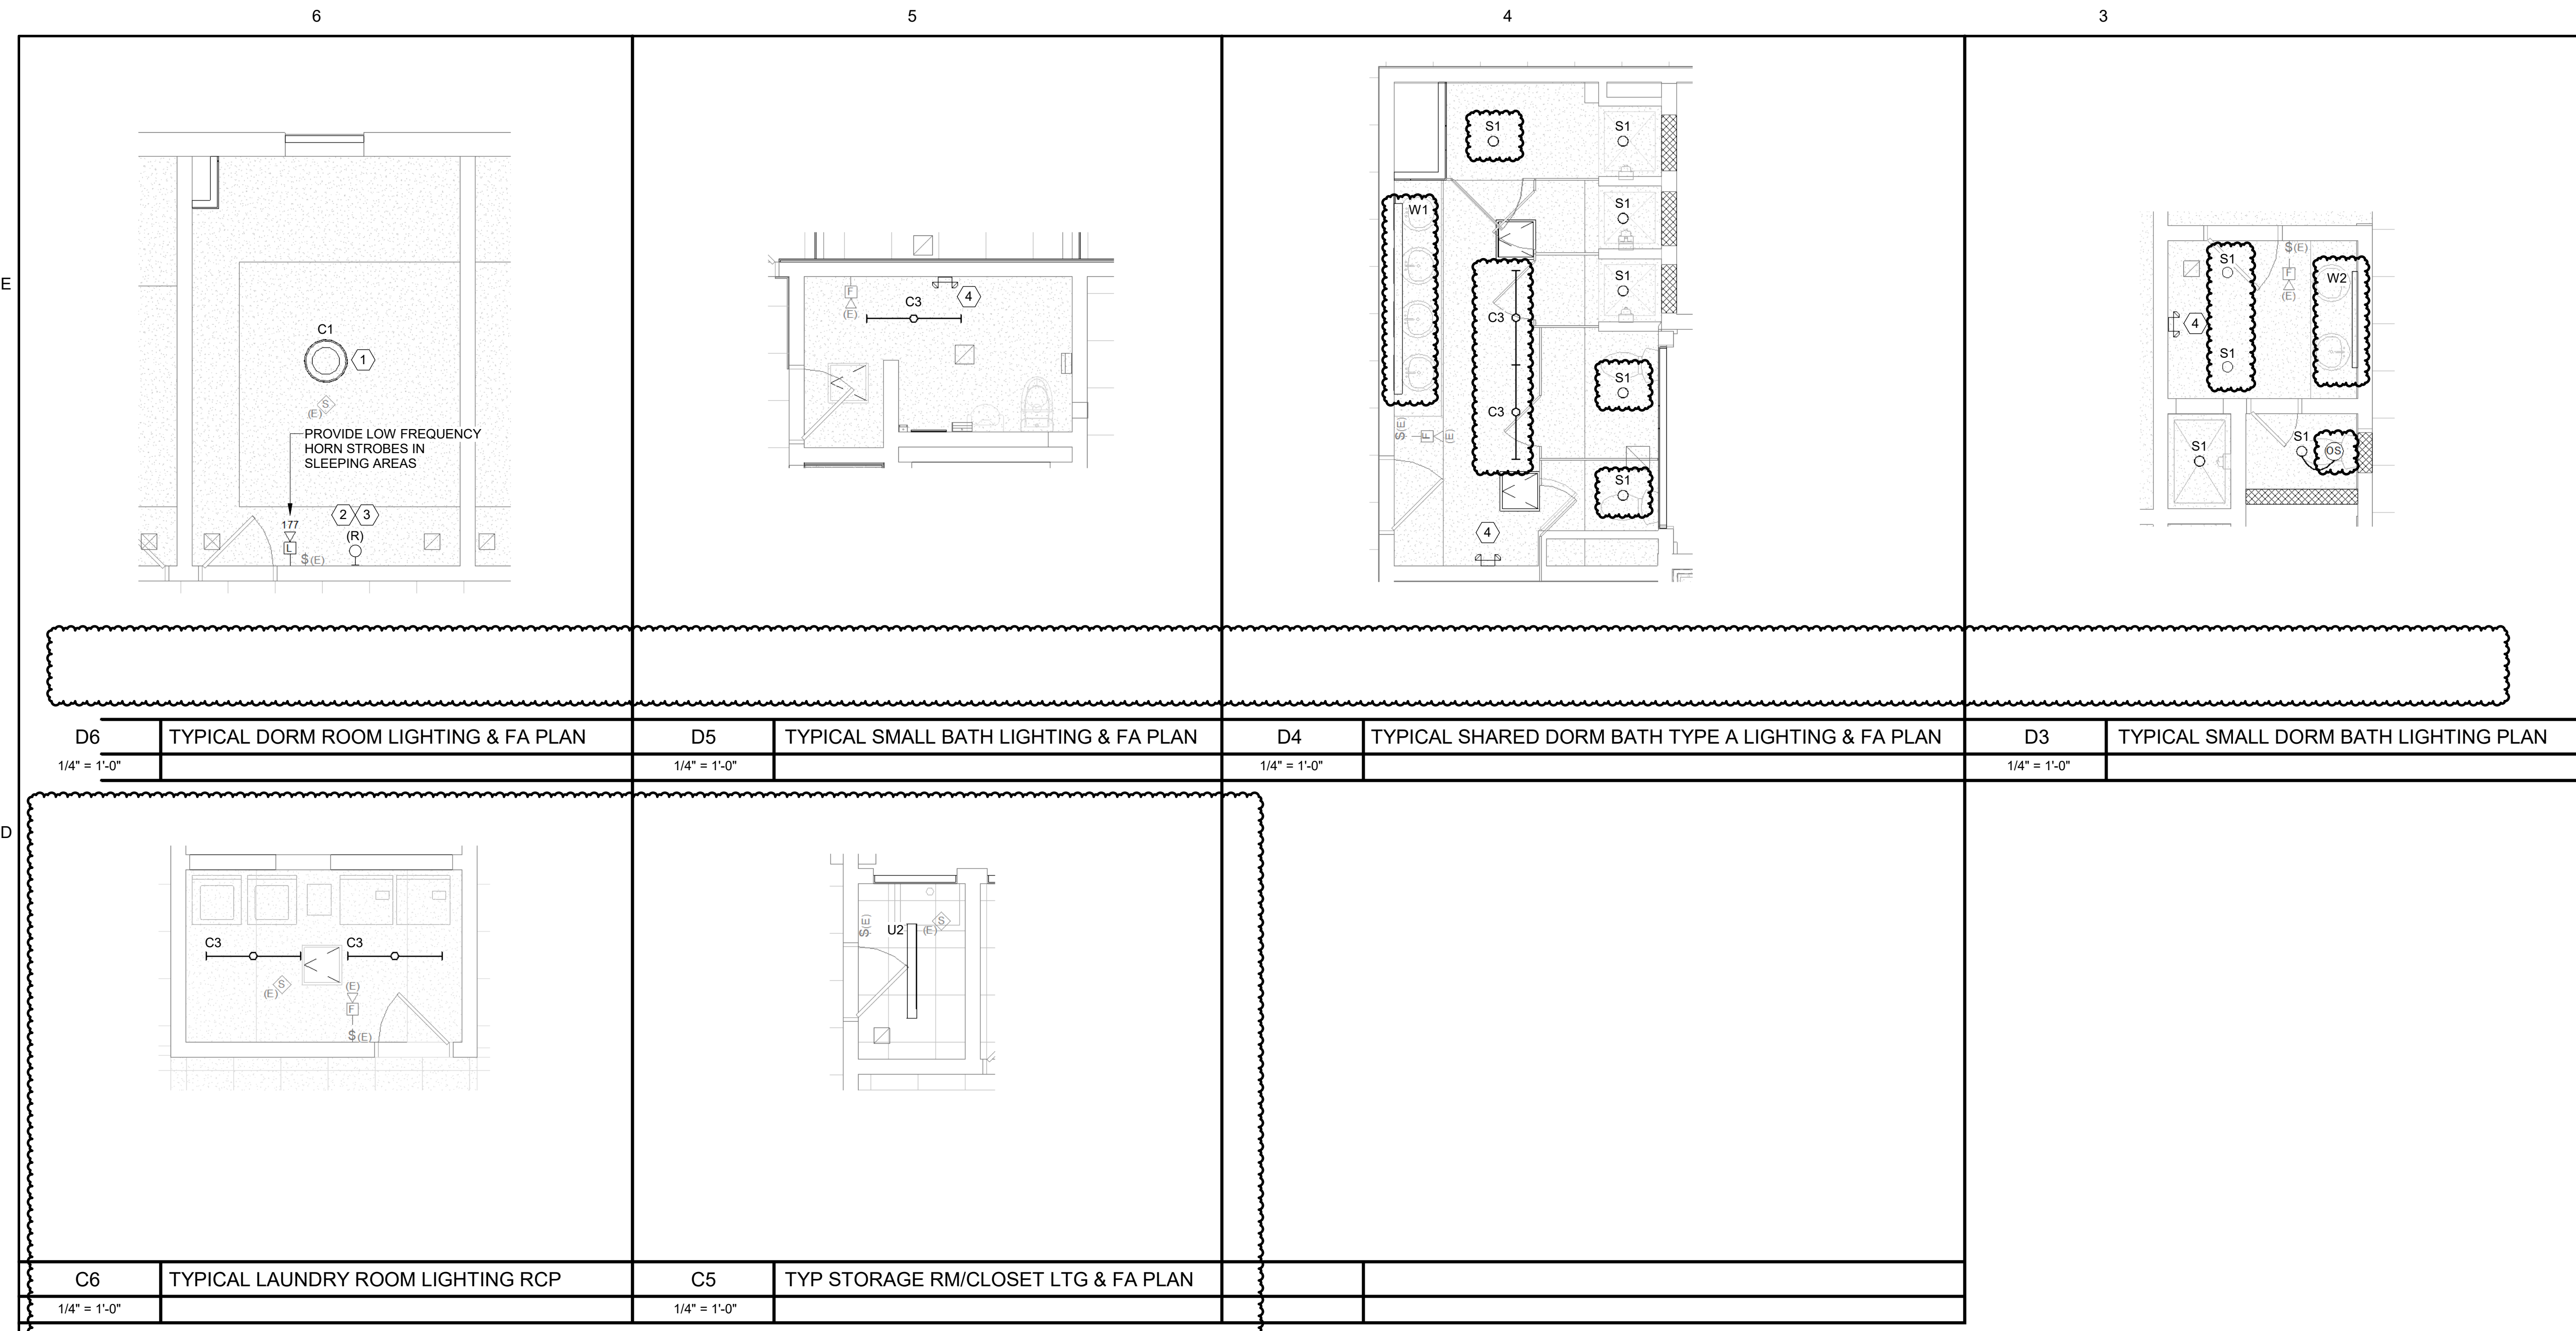 6
5
4
3
E
D
C1
1
S
(E)
PROVIDE LOW FREQUENCY
HORN STROBES IN
SLEEPING AREAS
177
L
$(E)
2
3
(R)
F
(E)
C3
4
S1
S1
W1
S1
S1
C3
S1
C3
$(E)
F
(E)
S1
4
$(E)
S1
F
(E)
W2
4
S1
S1
S1
OS
D6
TYPICAL DORM ROOM LIGHTING & FA PLAN
1/4" = 1'-0"
D5
TYPICAL SMALL BATH LIGHTING & FA PLAN
1/4" = 1'-0"
D4
TYPICAL SHARED DORM BATH TYPE A LIGHTING & FA PLAN
1/4" = 1'-0"
D3
TYPICAL SMALL DORM BATH LIGHTING PLAN
1/4" = 1'-0"
C3
C3
S
(E)
(E)
F
$(E)
$(E)
U2
S
(E)
C6
TYPICAL LAUNDRY ROOM LIGHTING RCP
1/4" = 1'-0"
C5
TYP STORAGE RM/CLOSET LTG & FA PLAN
1/4" = 1'-0"